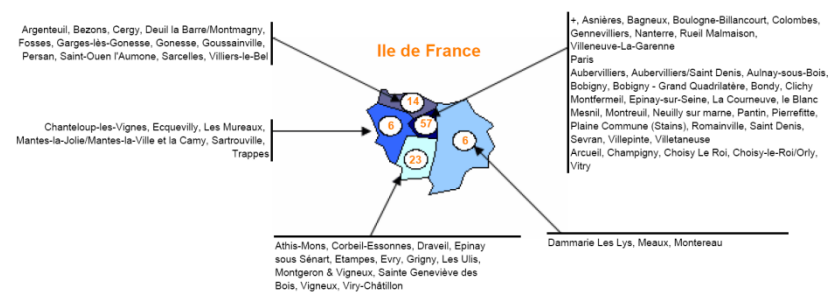 Argenteuil, Bezons, Cergy, Deuil la Barre/Montmagny,
Fosses, Garges-lés-Gonesse, Gonesse, Goussainville,
Persan, Saint-Ouen l'Aumone, Sarcelles, Villiers-le-Bel
Ile de France
+, Asnières, Bagneux, Boulogne-Billancourt, Colombes,
Gennevilliers, Nanterre, Rueil Malmaison,
Villeneuve-La-Garenne
Paris
Aubervilliers, Aubervilliers/Saint Denis, Aulnay-sous-Bois,
Bobigny, Bobigny - Grand Quadrilatère, Bondy, Clichy
Montfermeil, Epinay-sur-Seine, La Courneuve, le Blanc
Mesnil, Montreuil, Neuilly sur marne, Pantin, Pierrefitte,
Plaine Commune (Stains), Romainville, Saint Denis,
Sevran, Villepinte, Villetaneuse
Arcueil, Champigny, Choisy Le Roi, Choisy-le-Roi/Orly,
Vitry
14
57
6
6
23
Chanteloup-les-Vignes, Ecquevilly, Les Mureaux,
Mantes-la-Jolie/Mantes-la-Ville et la Camy, Sartrouville,
Trappes
Athis-Mons, Corbeil-Essonnes, Draveil, Epinay
sous Sénart, Etampes, Evry, Grigny, Les Ulis,
Montgeron & Vigneux, Sainte Geneviève des
Bois, Vigneux, Viry-Châtillon
Dammarie Les Lys, Meaux, Montereau